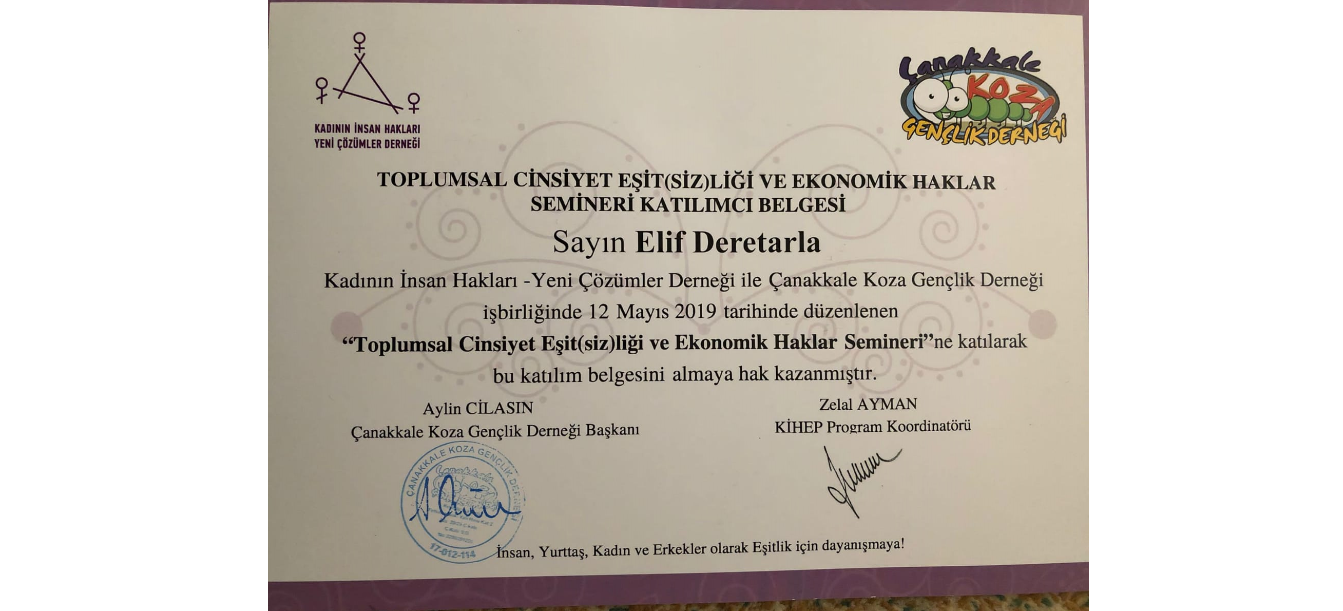 KADININ İNSAN HAKLARI
YENİ ÇÖZÜMLER DERNEĞİ
Çanakkale
KOZA
GENÇLİK DERNEĞİ
TOPLUMSAL CİNSİYET EŞİT(SİZ)LİĞİ VE EKONOMİK HAKLAR
SEMİNERİ KATILIMCI BELGESİ
Sayın Elif Deretarla
Kadının İnsan Hakları -Yeni Çözümler Derneği ile Çanakkale Koza Gençlik Derneği
işbirliğinde 12 Mayıs 2019 tarihinde düzenlenen
“Toplumsal Cinsiyet Eşit(siz)liği ve Ekonomik Haklar Semineri”ne katılarak
bu katılım belgesini almaya hak kazanmıştır.
Aylin CİLASIN
Çanakkale Koza Gençlik Derneği Başkanı
Zelal AYMAN
KİHEP Program Koordinatörü
ÇANAKKALE KOZA GENÇLİK DERNEĞİ
Çanakkale
17-012-114
İnsan, Yurttaş, Kadın ve Erkekler olarak Eşitlik için dayanışmaya!